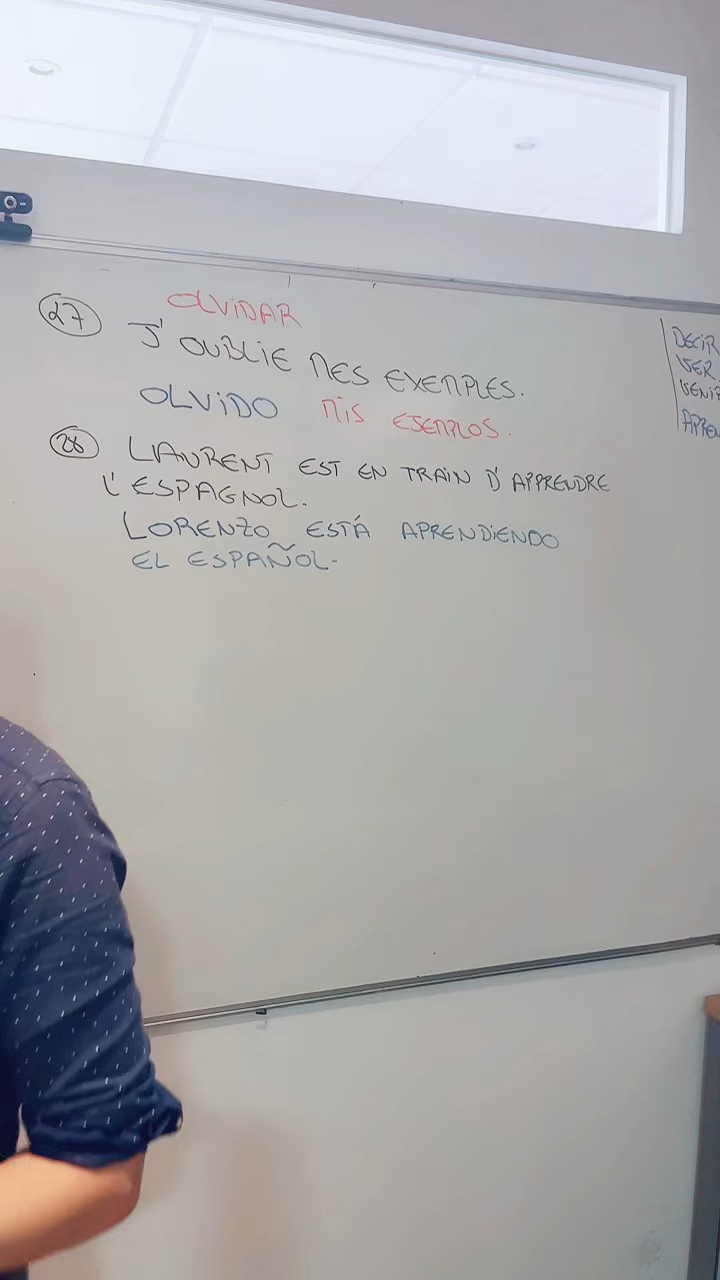 OLVIDAR
27 J'OUBLIE MES EXEMPLES.
OLVIDO MIS EJEMPLOS.
28 LAURENT EST EN TRAIN D'APPRENDRE
L'ESPAGNOL.
LORENZO ESTÁ APRENDIENDO
EL ESPAÑOL.
DECIR
VER